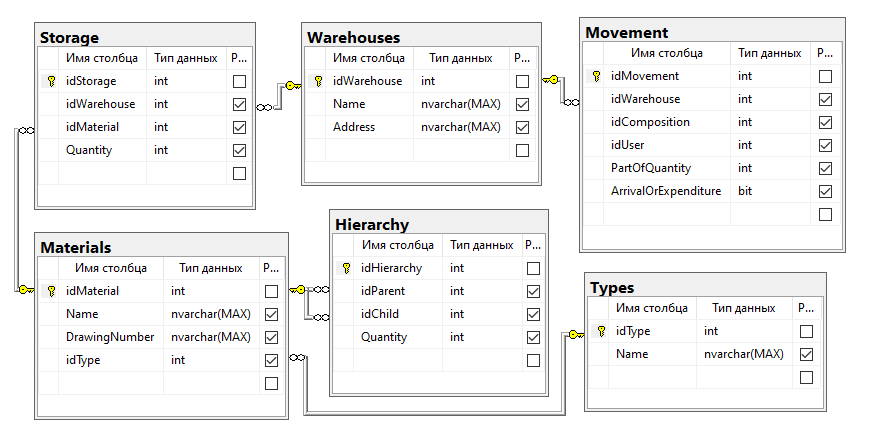 Storage
Имя столбца Тип данных Р...
idStorage int
idWarehouse int
idMaterial int
Quantity int
Warehouses
Имя столбца Тип данных Р...
idWarehouse int
Name nvarchar(MAX)
Address nvarchar(MAX)
Movement
Имя столбца Тип данных Р...
idMovement int
idWarehouse int
idComposition int
idUser int
PartOfQuantity int
ArrivalOrExpenditure bit
Materials
Имя столбца Тип данных Р...
idMaterial int
Name nvarchar(MAX)
DrawingNumber nvarchar(MAX)
idType int
Hierarchy
Имя столбца Тип данных Р...
idHierarchy int
idParent int
idChild int
Quantity int
Types
Имя столбца Тип данных Р...
idType int
Name nvarchar(MAX)